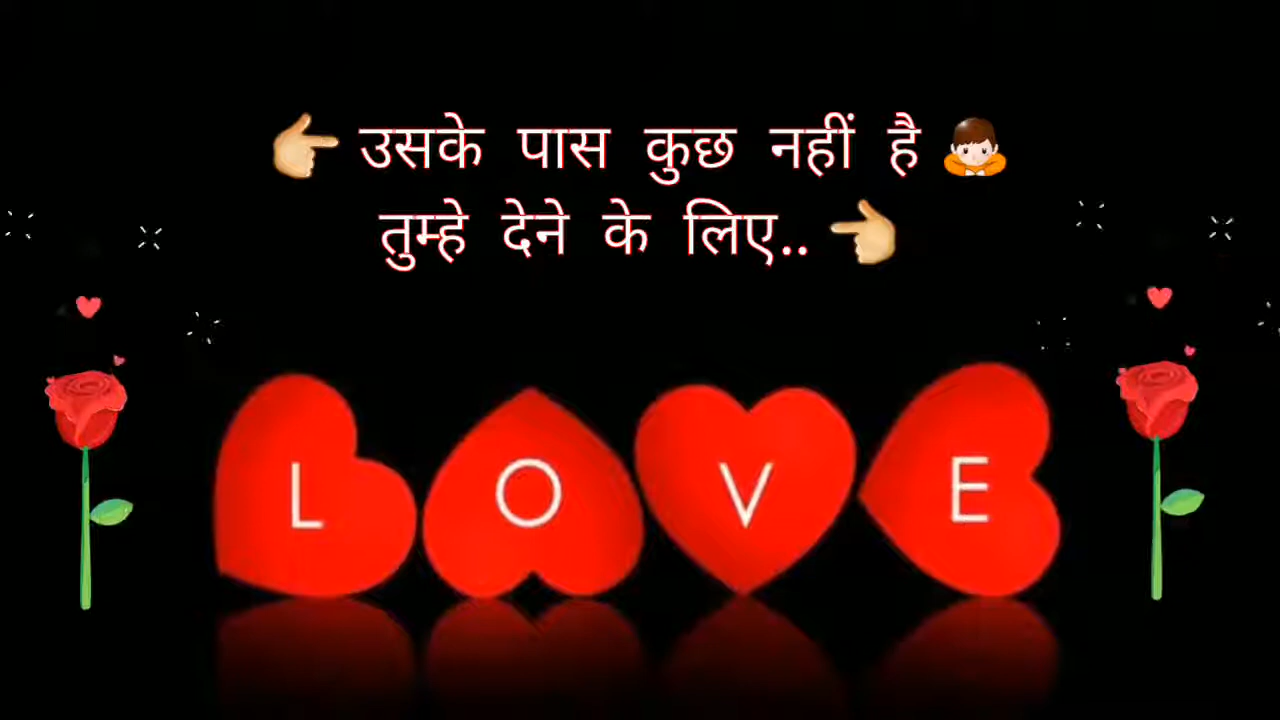 👉 उसके पास कुछ नहीं है 🙇
तुम्हे देने के लिए.. 👈
L O V E